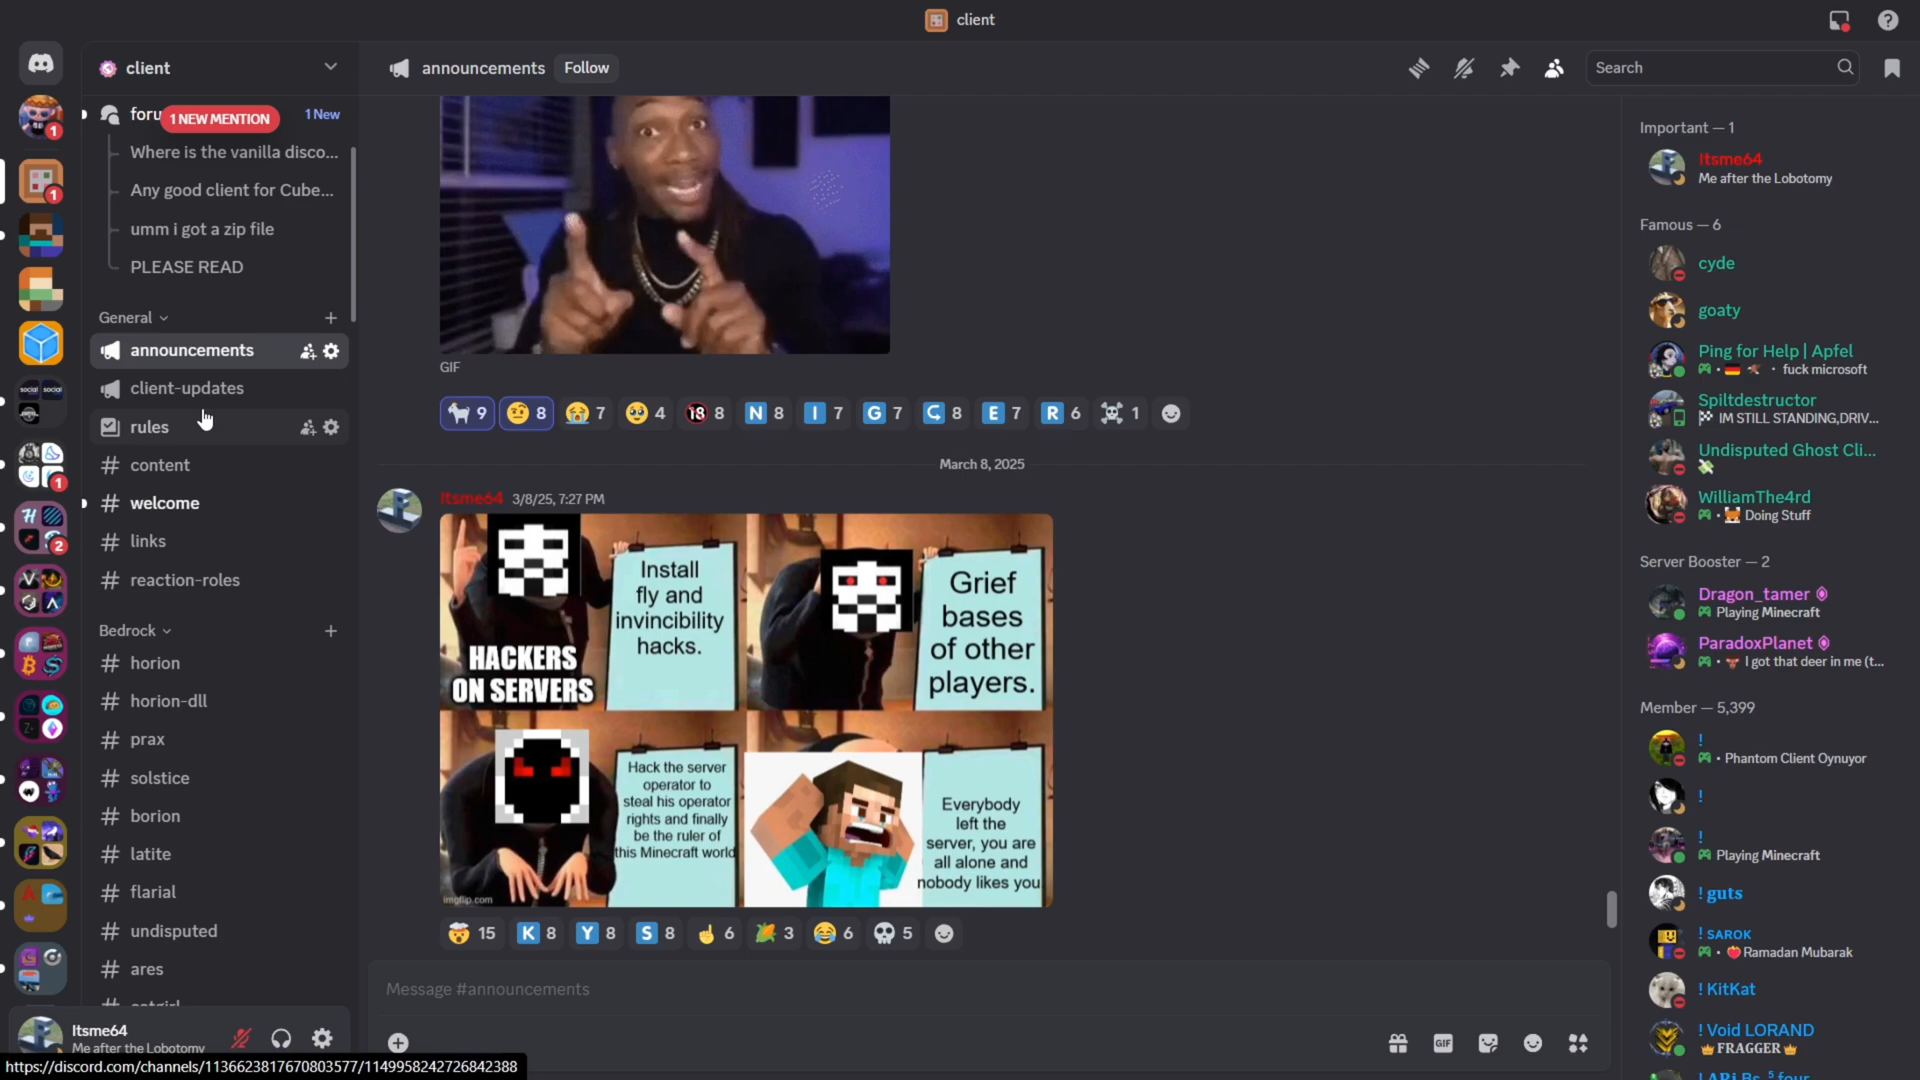 client
client
announcements
Follow
Search
foru
1 NEW MENTION
1 New
Where is the vanilla disco...
Any good client for Cube...
umm i got a zip file
PLEASE READ
General
announcements
client-updates
rules
content
welcome
links
reaction-roles
Bedrock
horion
horion-dll
prax
solstice
borion
latite
flarial
undisputed
ares
Itsme64
Me after the Lobotomy
https://discord.com/channels/1136623817670803577/1149958242726842388
GIF
9
8
7
4
18 8
N 8
I 7
G 7
8
E 7
R 6
1
March 8, 2025
Itsme64 3/8/25, 7:27 PM
HACKERS
ON SERVERS
Install
fly and
invincibility
hacks.
Grief
bases
of other
players.
Hack the server
operator to
steal his operator
rights and finally
be the ruler of
this Minecraft world
Everybody
left the
server, you are
all alone and
nobody likes you
imgflip.com
15
K 8
Y 8
S 8
6
3
6
5
Message #announcements
GIF
Important — 1
Itsme64
Me after the Lobotomy
Famous — 6
cyde
goaty
Ping for Help | Apfel
• fuck microsoft
Spiltdestructor
IM STILL STANDING,DRIV...
Undisputed Ghost Cli...
WilliamThe4rd
• Doing Stuff
Server Booster — 2
Dragon_tamer
Playing Minecraft
ParadoxPlanet
• I got that deer in me (t...
Member — 5,399
!
• Phantom Client Oynuyor
!
!
Playing Minecraft
! guts
! SAROK
• Ramadan Mubarak
! KitKat
! Void LORAND
FRAGGER